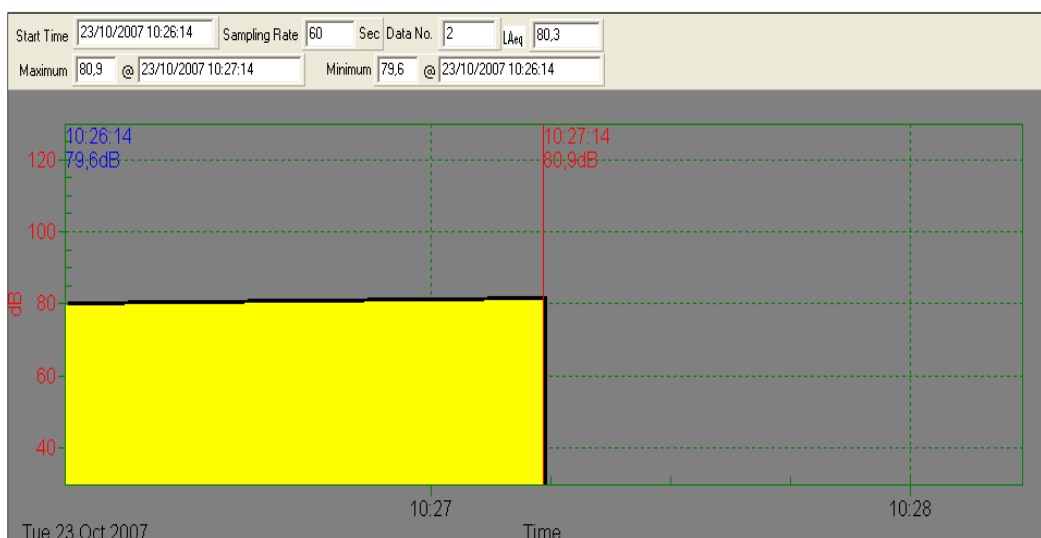 Start Time 23/10/2007 10:26:14 Sampling Rate 60 Sec Data No. 2 LAeq 80,3
Maximum 80,9 @ 23/10/2007 10:27:14 Minimum 79,6 @ 23/10/2007 10:26:14
10:26:14 10:27:14
79,6dB 80,9dB
120
100
80
60
40
dB
10:27 10:28
Tue 23 Oct 2007 Time